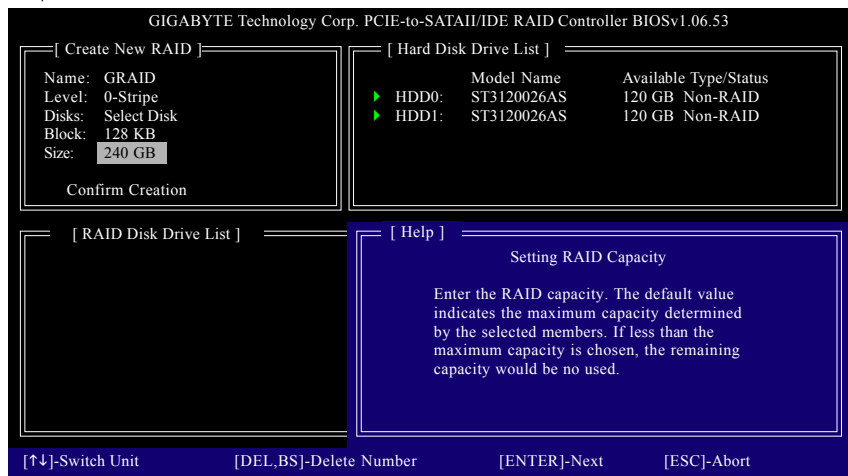 GIGABYTE Technology Corp. PCIE-to-SATAII/IDE RAID Controller BIOSv1.06.53
[ Create New RAID ]
Name: GRAID
Level: 0-Stripe
Disks: Select Disk
Block: 128 KB
Size: 240 GB
Confirm Creation
[ Hard Disk Drive List ]
Model Name Available Type/Status
HDD0: ST3120026AS 120 GB Non-RAID
HDD1: ST3120026AS 120 GB Non-RAID
[ RAID Disk Drive List ]
[ Help ]
Setting RAID Capacity
Enter the RAID capacity. The default value
indicates the maximum capacity determined
by the selected members. If less than the
maximum capacity is chosen, the remaining
capacity would be no used.
[↑↓]-Switch Unit [DEL,BS]-Delete Number [ENTER]-Next [ESC]-Abort